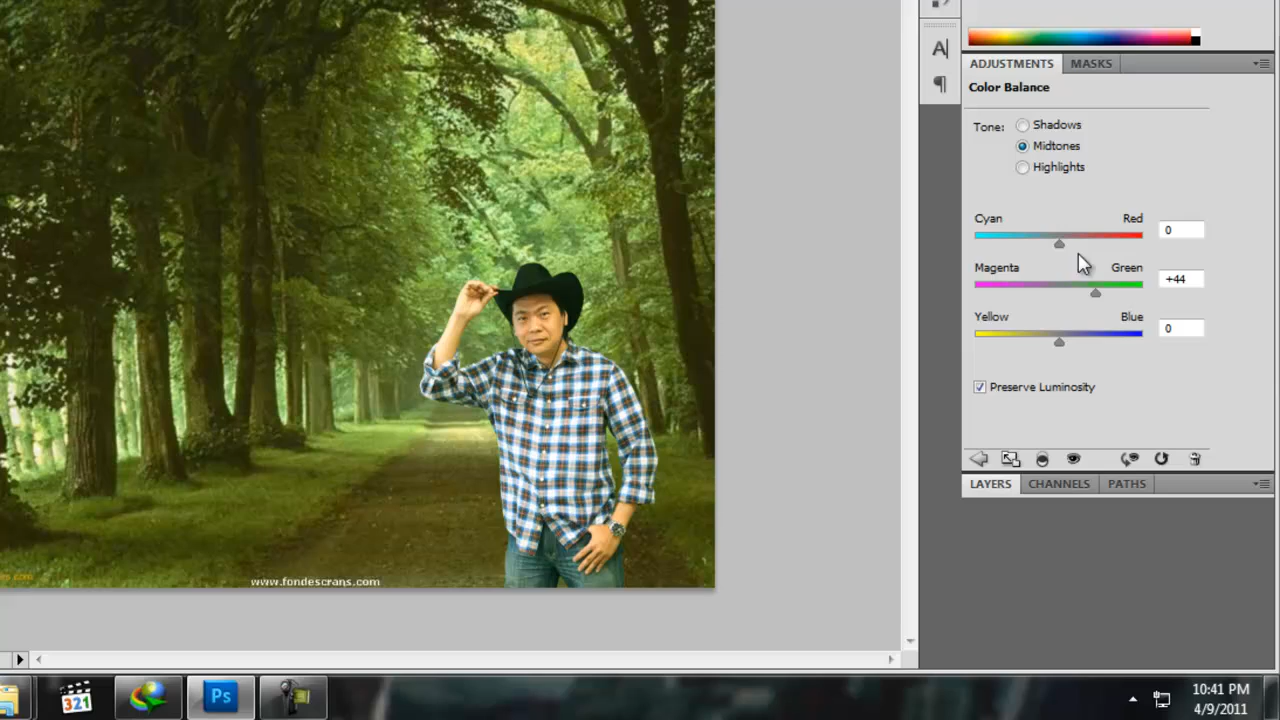 A
ADJUSTMENTS MASKS
Color Balance
Tone: Shadows
Midtones
Highlights
Cyan Red 0
Magenta Green +44
Yellow Blue 0
Preserve Luminosity
LAYERS CHANNELS PATHS
www.fondescrans.com
321
Ps
10:41 PM
4/9/2011